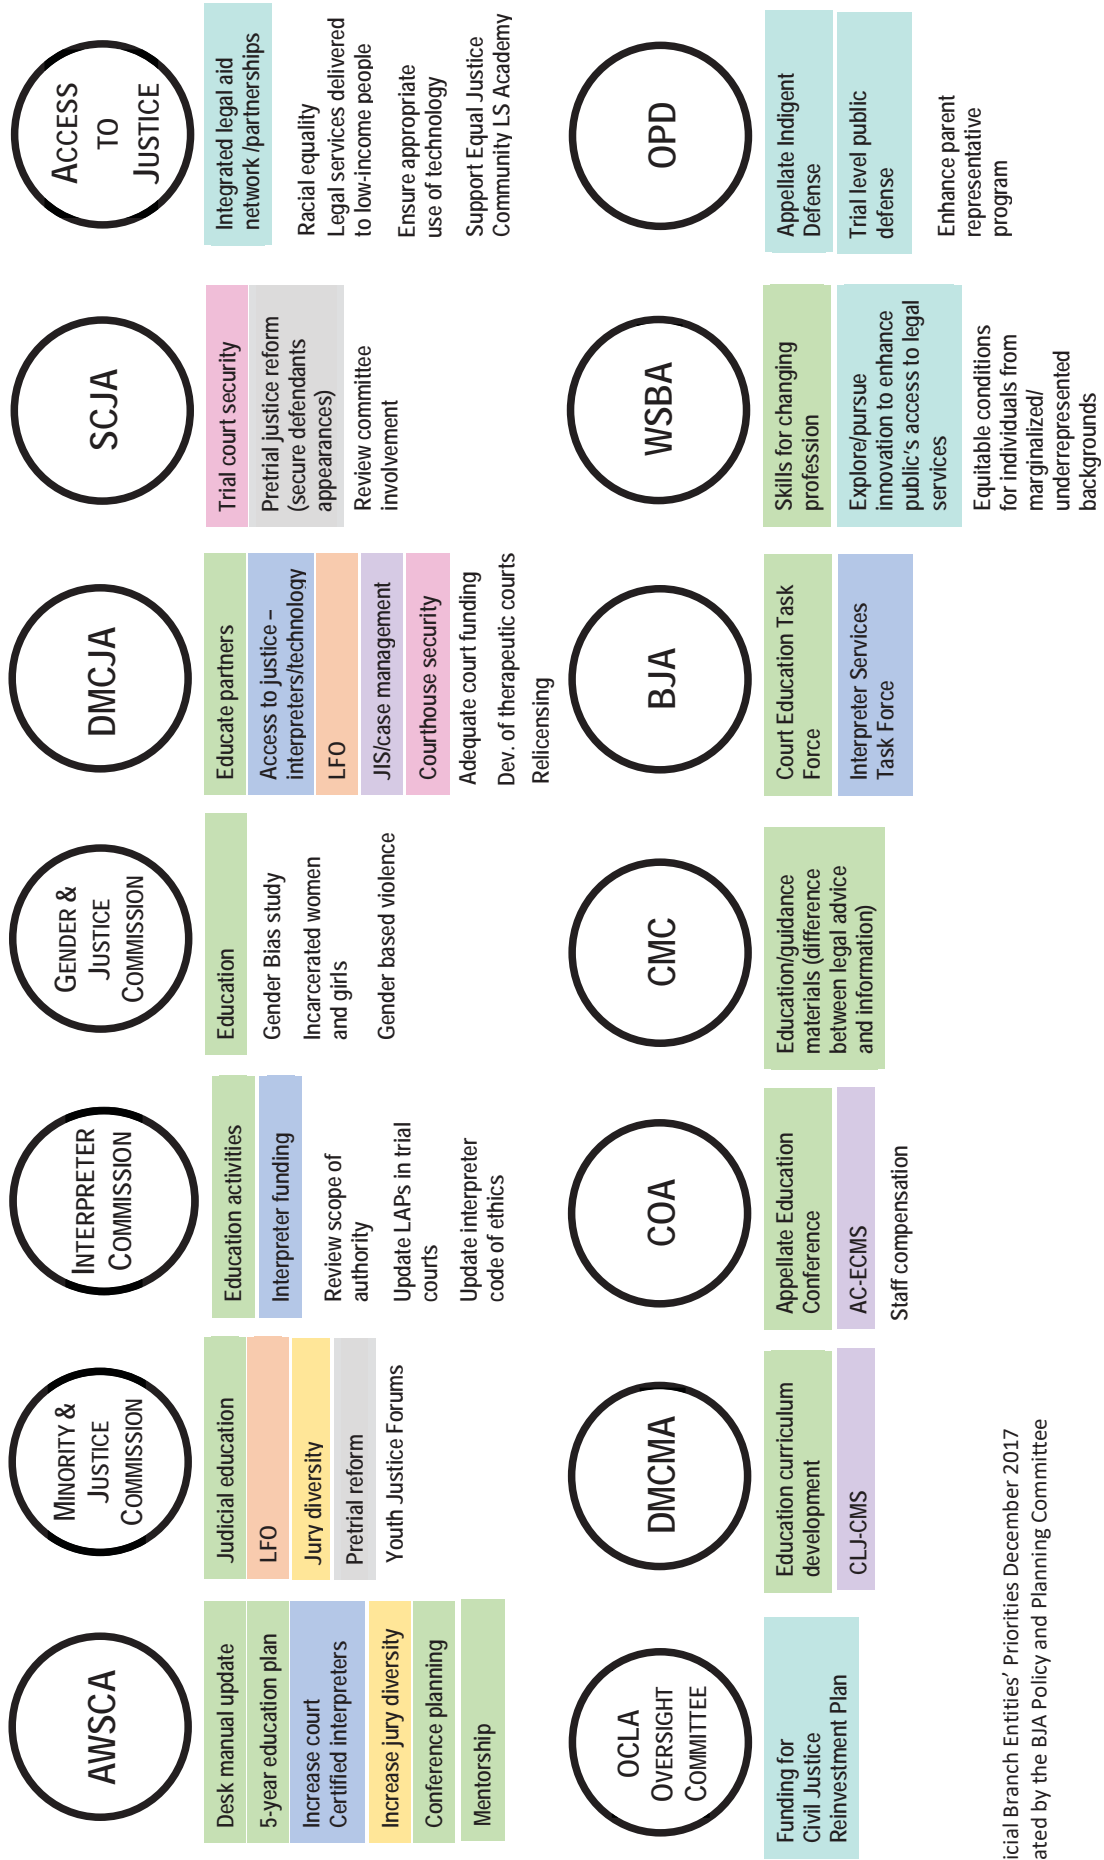 AWSCA
Desk manual update
5-year education plan
Increase court
Certified interpreters
Increase jury diversity
Conference planning
Mentorship
MINORITY &
JUSTICE
COMMISSION
Judicial education
LFO
Jury diversity
Pretrial reform
Youth Justice Forums
INTERPRETER
COMMISSION
Education activities
Interpreter funding
Review scope of
authority
Update LAPs in trial
courts
Update interpreter
code of ethics
GENDER &
JUSTICE
COMMISSION
Education
Gender Bias study
Incarcerated women
and girls
Gender based violence
DMCJA
Educate partners
Access to justice –
interpreters/technology
LFO
JIS/case management
Courthouse security
Adequate court funding
Dev. of therapeutic courts
Relicensing
SCJA
Trial court security
Pretrial justice reform
(secure defendants
appearances)
Review committee
involvement
ACCESS
TO
JUSTICE
Integrated legal aid
network /partnerships
Racial equality
Legal services delivered
to low-income people
Ensure appropriate
use of technology
Support Equal Justice
Community LS Academy
OCLA
OVERSIGHT
COMMITTEE
Funding for
Civil Justice
Reinvestment Plan
DMCMA
Education curriculum
development
CLJ-CMS
COA
Appellate Education
Conference
AC-ECMS
Staff compensation
CMC
Education/guidance
materials (difference
between legal advice
and information)
BJA
Court Education Task
Force
Interpreter Services
Task Force
WSBA
Skills for changing
profession
Explore/pursue
innovation to enhance
public's access to legal
services
Equitable conditions
for individuals from
marginalized/
underrepresented
backgrounds
OPD
Appellate Indigent
Defense
Trial level public
defense
Enhance parent
representative
program
icial Branch Entities' Priorities December 2017
ated by the BJA Policy and Planning Committee